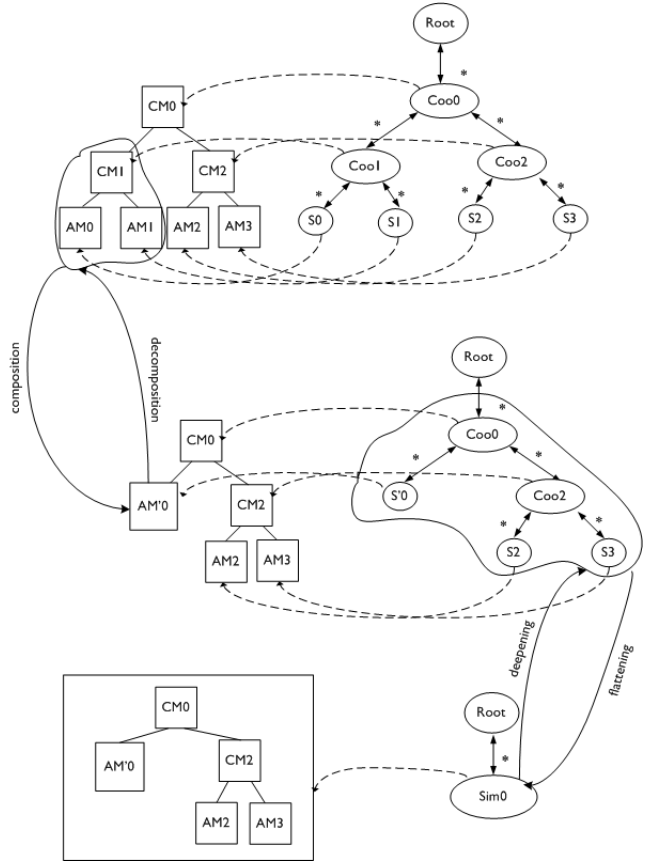 Root
*
CM0
Coo0
*
*
CM1
CM2
Coo1
Coo2
*
*
*
*
AM0
AM1
AM2
AM3
S0
S1
S2
S3
composition
decomposition
Root
*
CM0
Coo0
*
*
AM'0
CM2
S'0
Coo2
*
*
AM2
AM3
S2
S3
deepening
flattening
CM0
Root
AM'0
CM2
*
Sim0
AM2
AM3